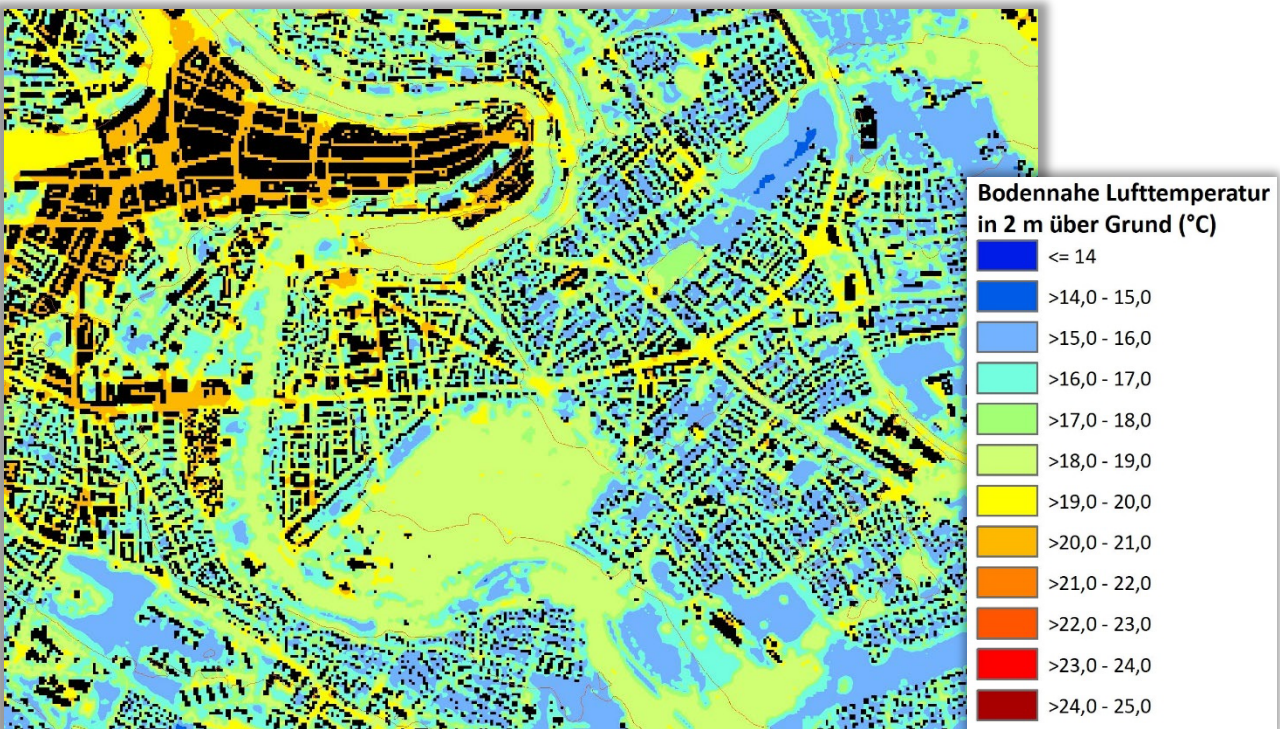 Bodennahe Lufttemperatur
in 2 m über Grund (°C)
<= 14
>14,0 - 15,0
>15,0 - 16,0
>16,0 - 17,0
>17,0 - 18,0
>18,0 - 19,0
>19,0 - 20,0
>20,0 - 21,0
>21,0 - 22,0
>22,0 - 23,0
>23,0 - 24,0
>24,0 - 25,0